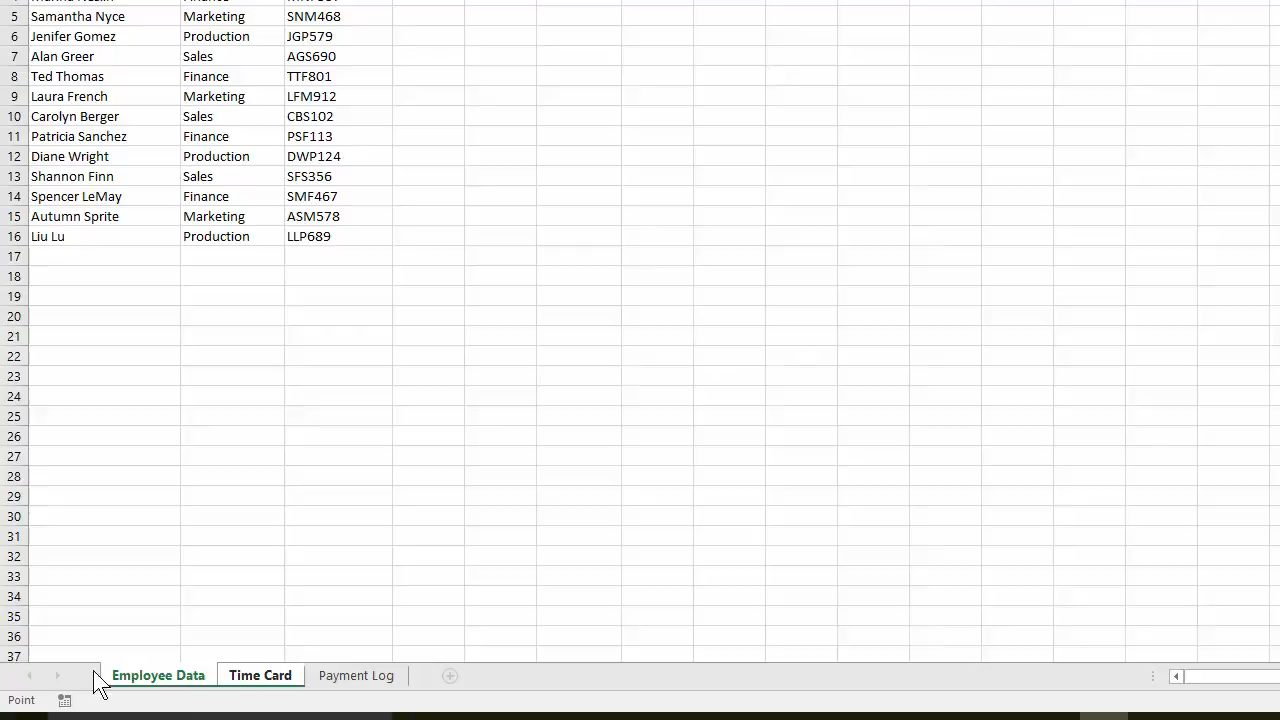 5 Samantha Nyce Marketing SNM468
6 Jenifer Gomez Production JGP579
7 Alan Greer Sales AGS690
8 Ted Thomas Finance TTF801
9 Laura French Marketing LFM912
10 Carolyn Berger Sales CBS102
11 Patricia Sanchez Finance PSF113
12 Diane Wright Production DWP124
13 Shannon Finn Sales SFS356
14 Spencer LeMay Finance SMF467
15 Autumn Sprite Marketing ASM578
16 Liu Lu Production LLP689
17
18
19
20
21
22
23
24
25
26
27
28
29
30
31
32
33
34
35
36
37
Employee Data Time Card Payment Log
Point